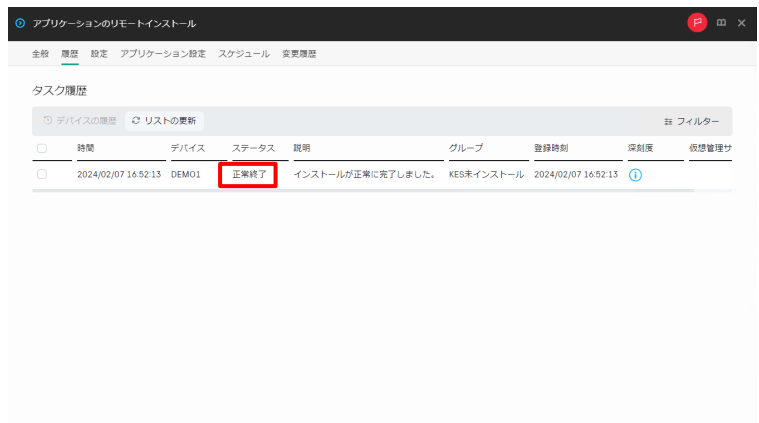 アプリケーションのリモートインストール
全般 履歴 設定 アプリケーション設定 スケジュール 変更履歴
タスク履歴
デバイスの履歴 リストの更新 フィルター
時間 デバイス ステータス 説明 グループ 登録時刻 深刻度 仮想管理サ
2024/02/07 16:52:13 DEMO1 正常終了 インストールが正常に完了しました。 KES未インストール 2024/02/07 16:52:13